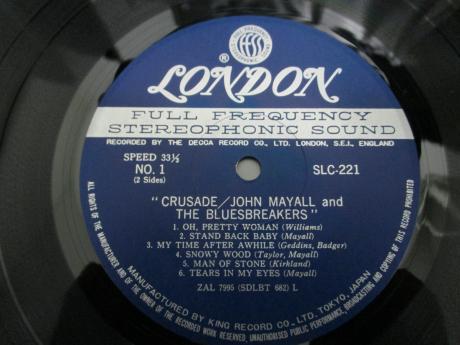 FULL FREQUENCY
STEREOPHONIC
FFSS
® LONDON
FULL FREQUENCY
STEREOPHONIC SOUND
RECORDED BY THE DECCA RECORD CO., LTD. LONDON, S.E.I., ENGLAND
SPEED 33⅓
NO. 1
SLC-221
(2 Sides)
"CRUSADE/JOHN MAYALL and
THE BLUESBREAKERS"
1. OH, PRETTY WOMAN (Williams)
2. STAND BACK BABY (Mayall)
3. MY TIME AFTER AWHILE (Geddins, Badger)
4. SNOWY WOOD (Taylor, Mayall)
5. MAN OF STONE (Kirkland)
6. TEARS IN MY EYES (Mayall)
ZAL 7995 (SDLBT 682) L
MANUFACTURED BY KING RECORD CO., LTD. TOKYO, JAPAN
ALL RIGHTS OF THE MANUFACTURER AND OF THE OWNER OF THE RECORDED WORK RESERVED. UNAUTHORISED PUBLIC PERFORMANCE, BROADCASTING AND COPYING OF THIS RECORD PROHIBITED